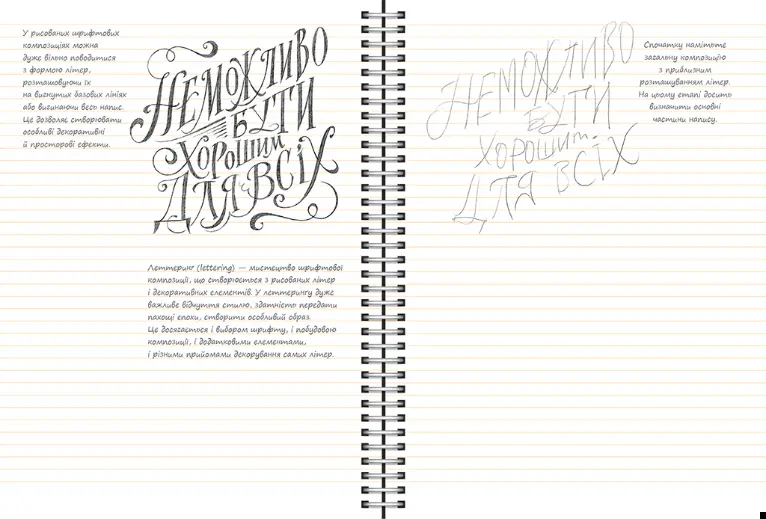 У рисованих шрифтових
композиціях можна
дуже вільно поводитися
з формою літер,
розташовуючи їх
на вигнутих базових лініях
або вигинаючи весь напис.
Це дозволяє створювати
особливі декоративні
й просторові ефекти.
НЕМОЖЛИВО
БУТИ
ХОРОШИМ
ДЛЯ ВСІХ
Леттеринг (lettering) — мистецтво шрифтової
композиції, що створюється з рисованих літер
і декоративних елементів. У леттерингу дуже
важливе відчуття стилю, здатність передати
пахощі епохи, створити особливий образ.
Це досягається і вибором шрифту, і побудовою
композиції, і додатковими елементами,
і різними прийомами декорування самих літер.
НЕМОЖЛИВО
БУТИ
ХОРОШИМ
ДЛЯ ВСІХ
Спочатку намітьте
загальну композицію
з приблизним
розташуванням літер.
На цьому етапі досить
визначити основні
частини напису.